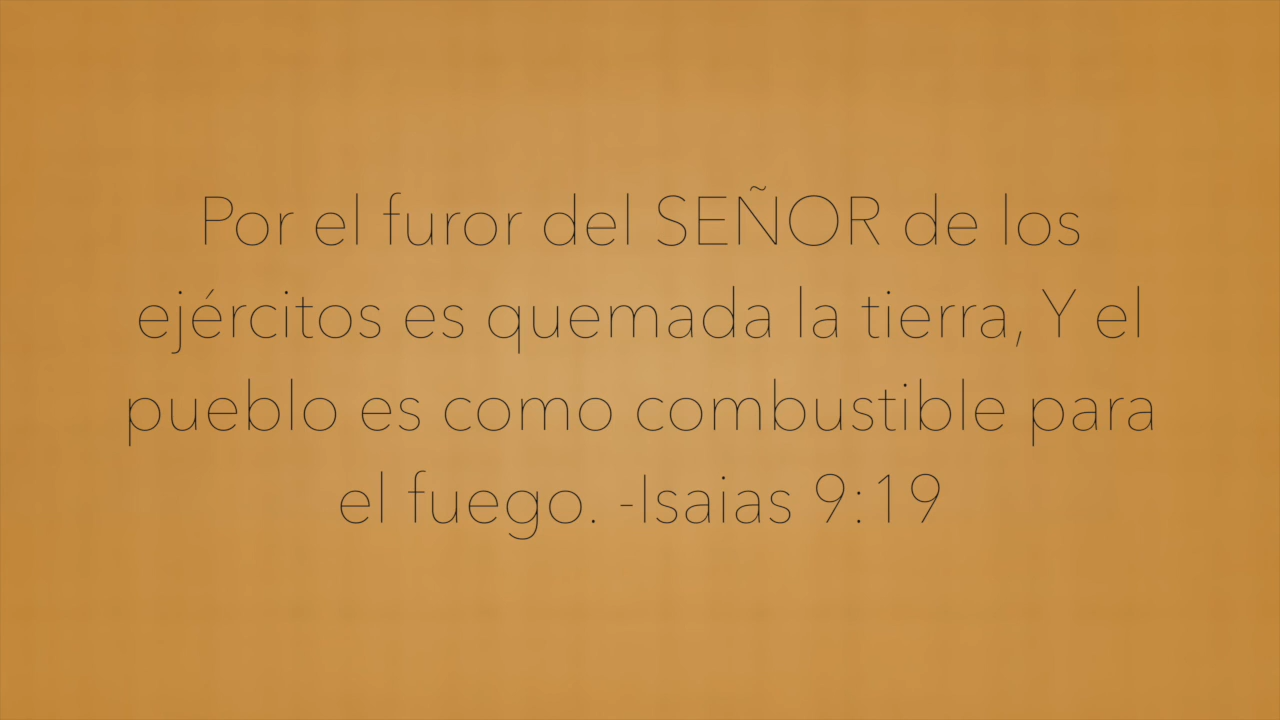 Por el furor del SEÑOR de los
ejércitos es quemada la tierra, Y el
pueblo es como combustible para
el fuego. -Isaias 9:19